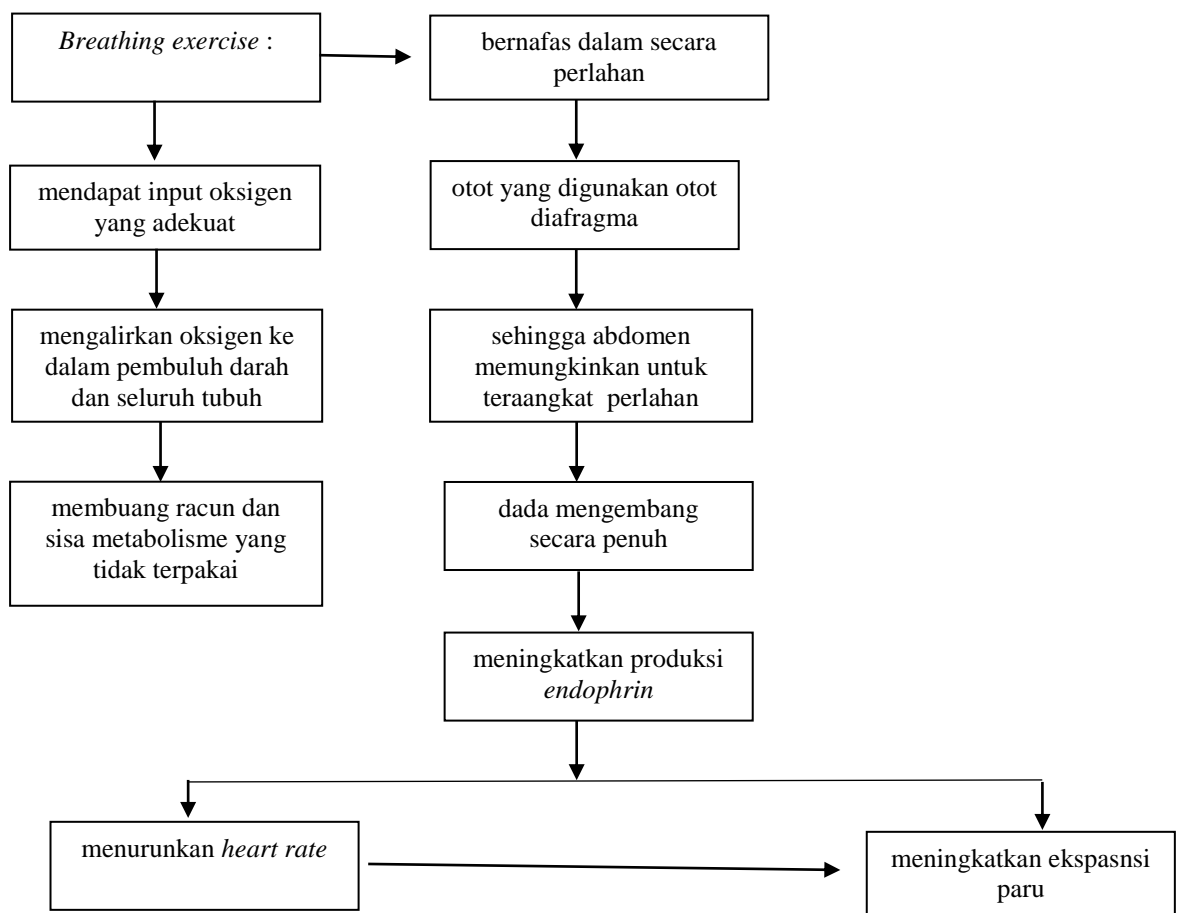 Breathing exercise :
bernafas dalam secara
perlahan
mendapat input oksigen
yang adekuat
otot yang digunakan otot
diafragma
mengalirkan oksigen ke
dalam pembuluh darah
dan seluruh tubuh
sehingga abdomen
memungkinkan untuk
teraangkat perlahan
membuang racun dan
sisa metabolisme yang
tidak terpakai
dada mengembang
secara penuh
meningkatkan produksi
endophrin
menurunkan heart rate
meningkatkan ekspasnsi
paru